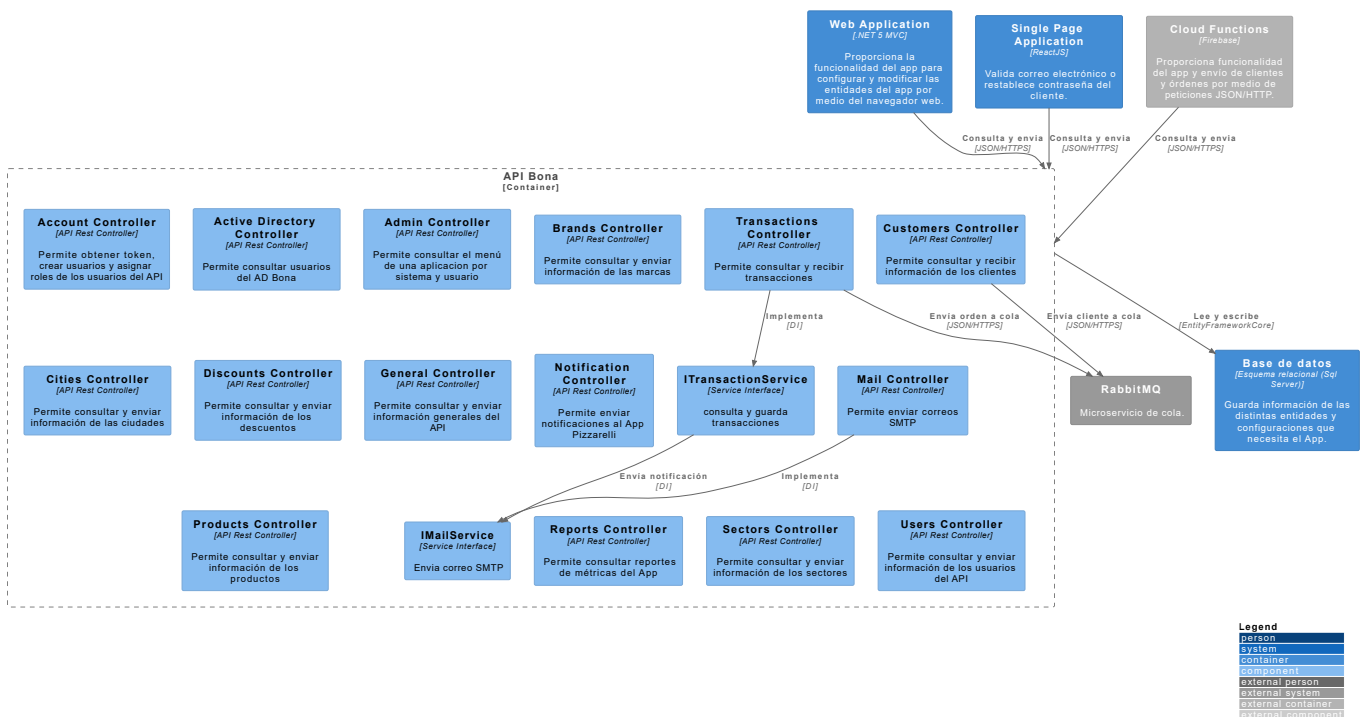 Web Application
[.NET 5 MVC]
Proporciona la
funcionalidad del app para
configurar y modificar las
entidades del app por
medio del navegador web.
Single Page
Application
[ReactJS]
Valida correo electrónico o
restablece contraseña del
cliente.
Cloud Functions
[Firebase]
Proporciona funcionalidad
del app y envío de clientes
y órdenes por medio de
peticiones JSON/HTTP.
Consulta y envia
[JSON/HTTPS]
Consulta y envia
[JSON/HTTPS]
Consulta y envia
[JSON/HTTPS]
API Bona
[Container]
Account Controller
[API Rest Controller]
Permite obtener token,
crear usuarios y asignar
roles de los usuarios del API
Active Directory
Controller
[API Rest Controller]
Permite consultar usuarios
del AD Bona
Admin Controller
[API Rest Controller]
Permite consultar el menú
de una aplicacion por
sistema y usuario
Brands Controller
[API Rest Controller]
Permite consultar y enviar
información de las marcas
Transactions
Controller
[API Rest Controller]
Permite consultar y recibir
transacciones
Customers Controller
[API Rest Controller]
Permite consultar y recibir
información de los clientes
Implementa
[DI]
Envia orden a cola
[JSON/HTTPS]
Envia cliente a cola
[JSON/HTTPS]
Lee y escribe
[EntityFrameworkCore]
Cities Controller
[API Rest Controller]
Permite consultar y enviar
información de las ciudades
Discounts Controller
[API Rest Controller]
Permite consultar y enviar
información de los
descuentos
General Controller
[API Rest Controller]
Permite consultar y enviar
información generales del
API
Notification
Controller
[API Rest Controller]
Permite enviar
notificaciones al App
Pizzarelli
ITransactionService
[Service Interface]
consulta y guarda
transacciones
Mail Controller
[API Rest Controller]
Permite enviar correos
SMTP
RabbitMQ
Microservicio de cola.
Base de datos
[Esquema relacional (Sql
Server)]
Guarda información de las
distintas entidades y
configuraciones que
necesita el App.
Envía notificación
[DI]
Implementa
[DI]
Products Controller
[API Rest Controller]
Permite consultar y enviar
información de los
productos
IMailService
[Service Interface]
Envia correo SMTP
Reports Controller
[API Rest Controller]
Permite consultar reportes
de métricas del App
Sectors Controller
[API Rest Controller]
Permite consultar y enviar
información de los sectores
Users Controller
[API Rest Controller]
Permite consultar y enviar
información de los usuarios
del API
Legend
person
system
container
component
external person
external system
external container
external component